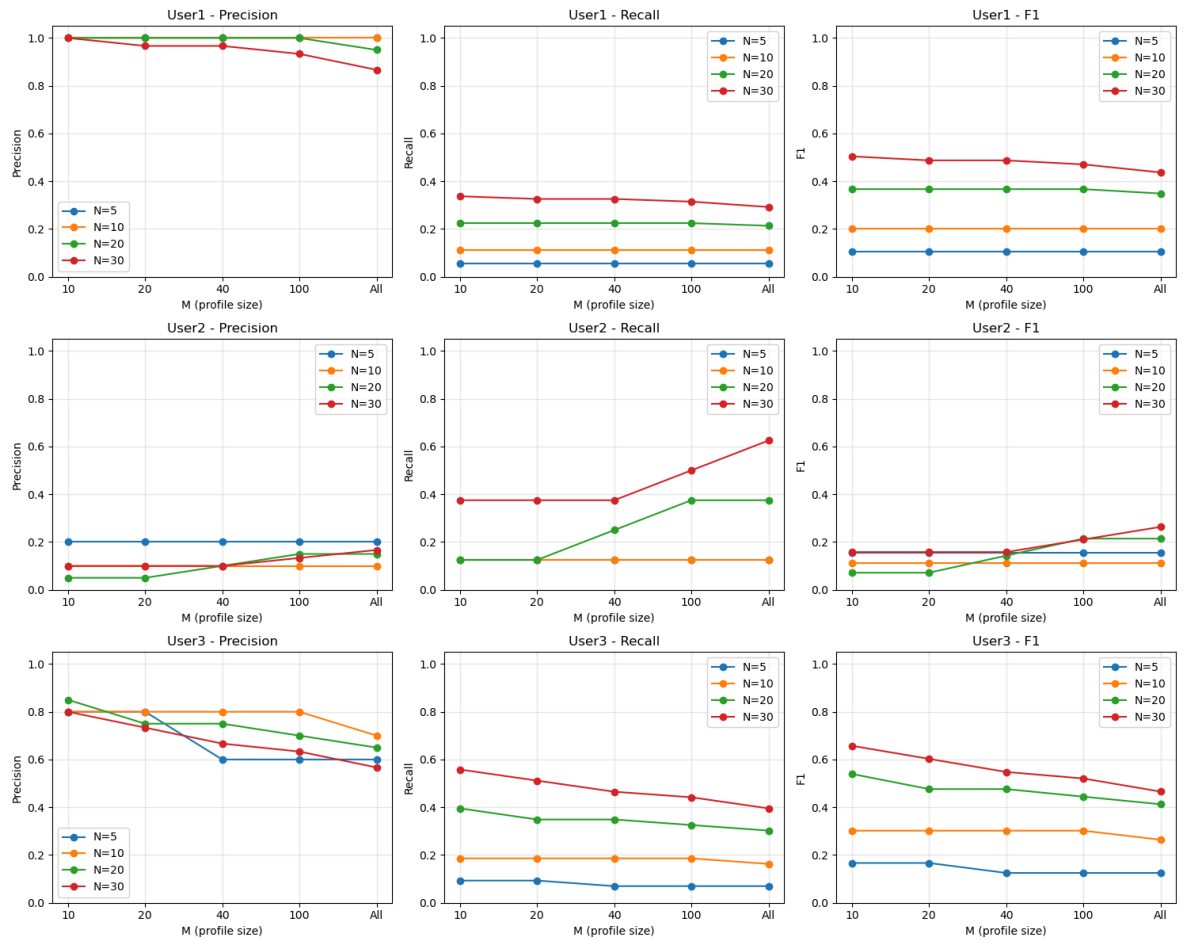 User1 - Precision
Precision
1.0
0.8
0.6
0.4
0.2
0.0
N=5
N=10
N=20
N=30
10 20 40 100 All
M (profile size)
User1 - Recall
Recall
1.0
0.8
0.6
0.4
0.2
0.0
N=5
N=10
N=20
N=30
10 20 40 100 All
M (profile size)
User1 - F1
F1
1.0
0.8
0.6
0.4
0.2
0.0
N=5
N=10
N=20
N=30
10 20 40 100 All
M (profile size)
User2 - Precision
Precision
1.0
0.8
0.6
0.4
0.2
0.0
N=5
N=10
N=20
N=30
10 20 40 100 All
M (profile size)
User2 - Recall
Recall
1.0
0.8
0.6
0.4
0.2
0.0
N=5
N=10
N=20
N=30
10 20 40 100 All
M (profile size)
User2 - F1
F1
1.0
0.8
0.6
0.4
0.2
0.0
N=5
N=10
N=20
N=30
10 20 40 100 All
M (profile size)
User3 - Precision
Precision
1.0
0.8
0.6
0.4
0.2
0.0
N=5
N=10
N=20
N=30
10 20 40 100 All
M (profile size)
User3 - Recall
Recall
1.0
0.8
0.6
0.4
0.2
0.0
N=5
N=10
N=20
N=30
10 20 40 100 All
M (profile size)
User3 - F1
F1
1.0
0.8
0.6
0.4
0.2
0.0
N=5
N=10
N=20
N=30
10 20 40 100 All
M (profile size)